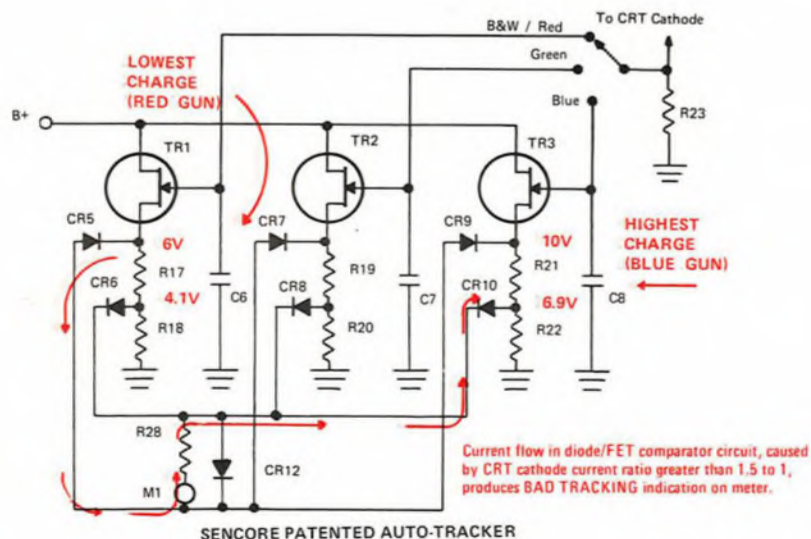 B&W / Red
To CRT Cathode
Green
Blue
R23
LOWEST
CHARGE
(RED GUN)
B+
TR1
TR2
TR3
CR5
6V
CR7
CR9
10V
HIGHEST
CHARGE
(BLUE GUN)
R17
CR6
4.1V
C6
R19
CR8
C7
R21
CR10
6.9V
C8
R18
R20
R22
R28
CR12
M1
Current flow in diode/FET comparator circuit, caused
by CRT cathode current ratio greater than 1.5 to 1,
produces BAD TRACKING indication on meter.
SENCORE PATENTED AUTO-TRACKER